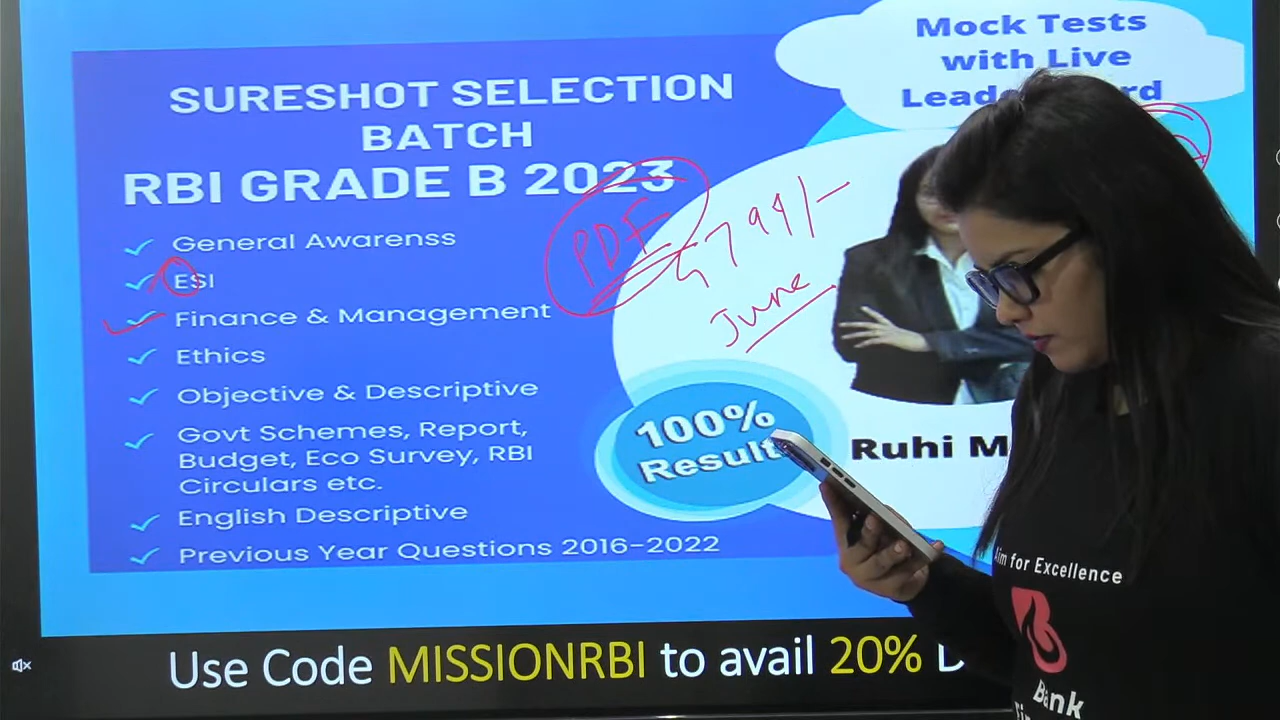 Mock Tests
with Live
SURESHOT SELECTION
BATCH
RBI GRADE B 2023
General Awarenss
ESI
Finance & Management
Ethics
Objective & Descriptive
Govt Schemes, Report,
Budget, Eco Survey, RBI
Circulars etc.
English Descriptive
Previous Year Questions 2016-2022
PDF
4799/-
June
100%
Result
Ruhi M
Use Code MISSIONRBI to avail 20%
Aim for Excellence
B
Bank